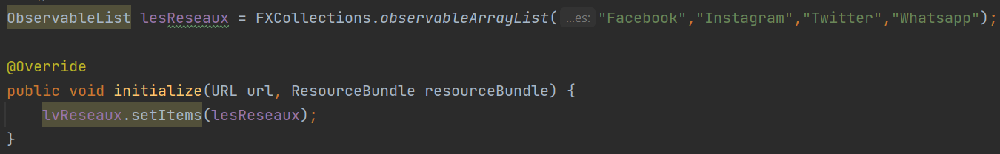 ObservableList lesReseaux = FXCollections.observableArrayList( ...es: "Facebook","Instagram","Twitter","Whatsapp");
@Override
public void initialize(URL url, ResourceBundle resourceBundle) {
    lvReseaux.setItems(lesReseaux);
}